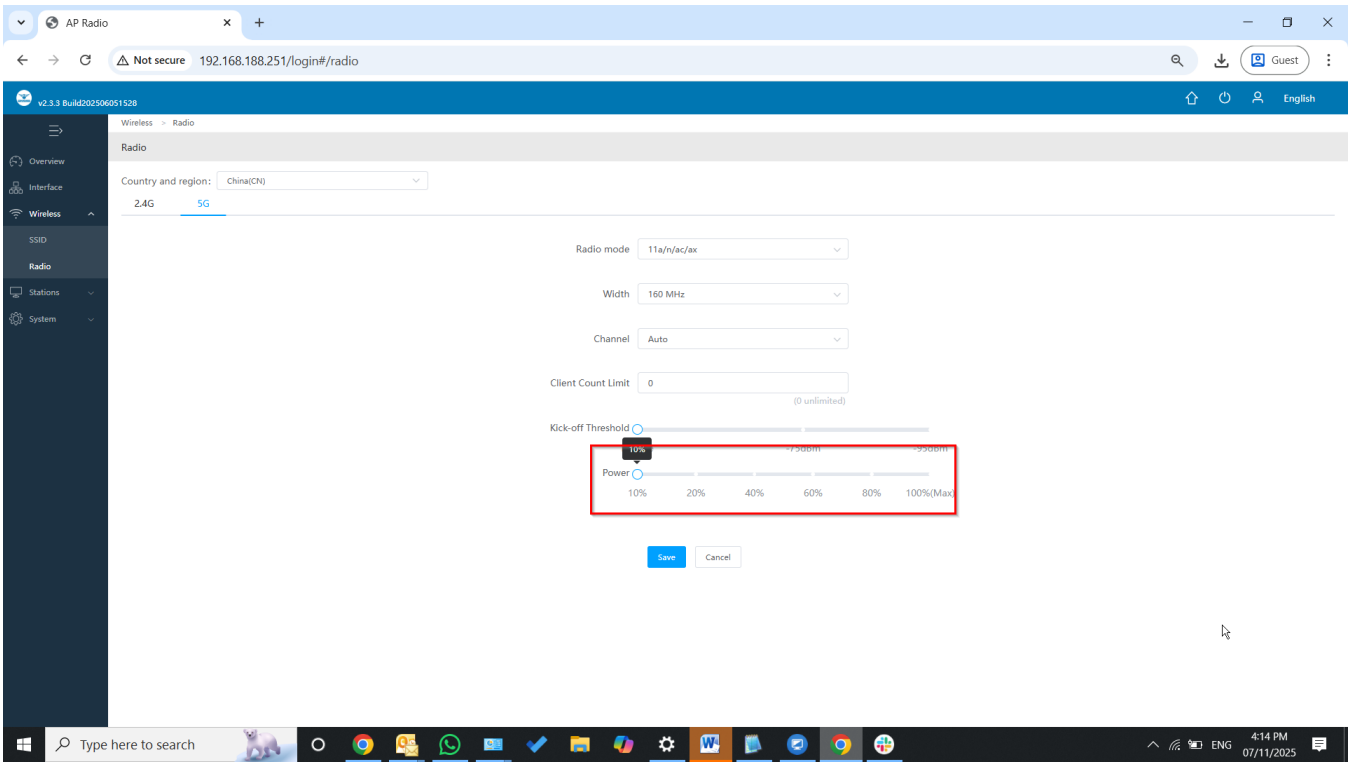 AP Radio
Not secure 192.168.188.251/login#/radio
Guest
v2.3.3 Build202506051528
English
Wireless > Radio
Overview
Interface
Wireless
SSID
Radio
Stations
System
Radio
Country and region: China(CN)
2.4G 5G
Radio mode 11a/n/ac/ax
Width 160 MHz
Channel Auto
Client Count Limit 0
(0 unlimited)
Kick-off Threshold
10% -75dBm -95dBm
Power
10% 20% 40% 60% 80% 100%(Max)
Save Cancel
Type here to search
ENG
4:14 PM
07/11/2025